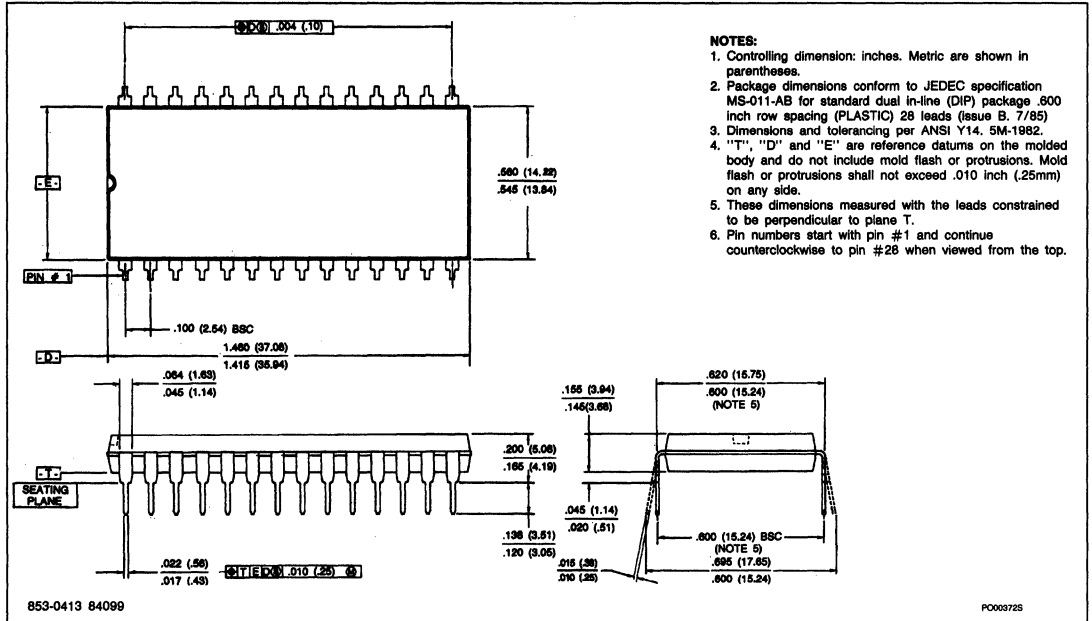 ⌖ D Ⓢ .004 (.10)
NOTES:
1. Controlling dimension: inches. Metric are shown in
parentheses.
2. Package dimensions conform to JEDEC specification
MS-011-AB for standard dual in-line (DIP) package .600
inch row spacing (PLASTIC) 28 leads (issue B. 7/85)
3. Dimensions and tolerancing per ANSI Y14. 5M-1982.
4. "T", "D" and "E" are reference datums on the molded
body and do not include mold flash or protrusions. Mold
flash or protrusions shall not exceed .010 inch (.25mm)
on any side.
5. These dimensions measured with the leads constrained
to be perpendicular to plane T.
6. Pin numbers start with pin #1 and continue
counterclockwise to pin #28 when viewed from the top.
-E-
.560 (14.22)
.545 (13.84)
PIN # 1
.100 (2.54) BSC
-D-
1.460 (37.08)
1.415 (35.94)
.064 (1.63)
.045 (1.14)
.155 (3.94)
.145(3.68)
.620 (15.75)
.600 (15.24)
(NOTE 5)
.200 (5.08)
.165 (4.19)
-T-
SEATING
PLANE
.045 (1.14)
.020 (.51)
.138 (3.51)
.120 (3.05)
.600 (15.24) BSC
(NOTE 5)
.695 (17.65)
.600 (15.24)
.015 (.38)
.010 (.25)
.022 (.56)
.017 (.43)
⌖ T E D Ⓢ .010 (.25) Ⓜ
853-0413 84099
PO00372S